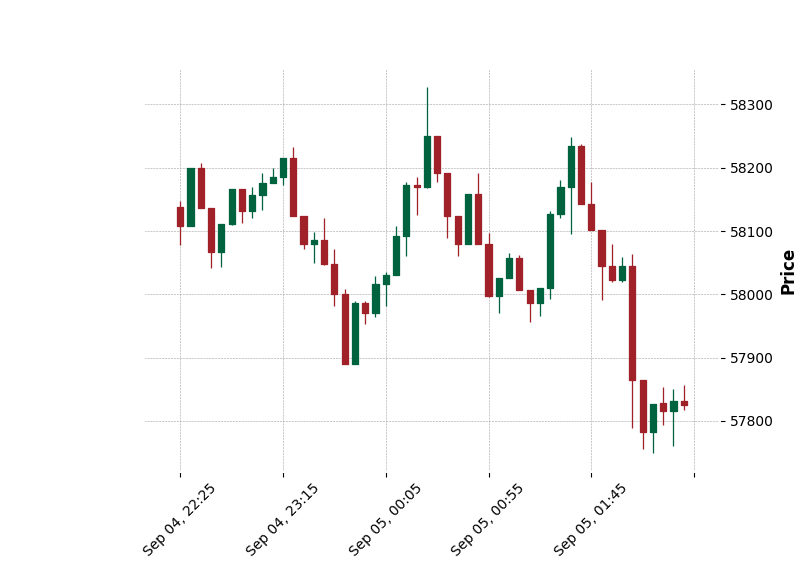 58300
58200
58100
58000
57900
57800
Price
Sep 04, 22:25
Sep 04, 23:15
Sep 05, 00:05
Sep 05, 00:55
Sep 05, 01:45